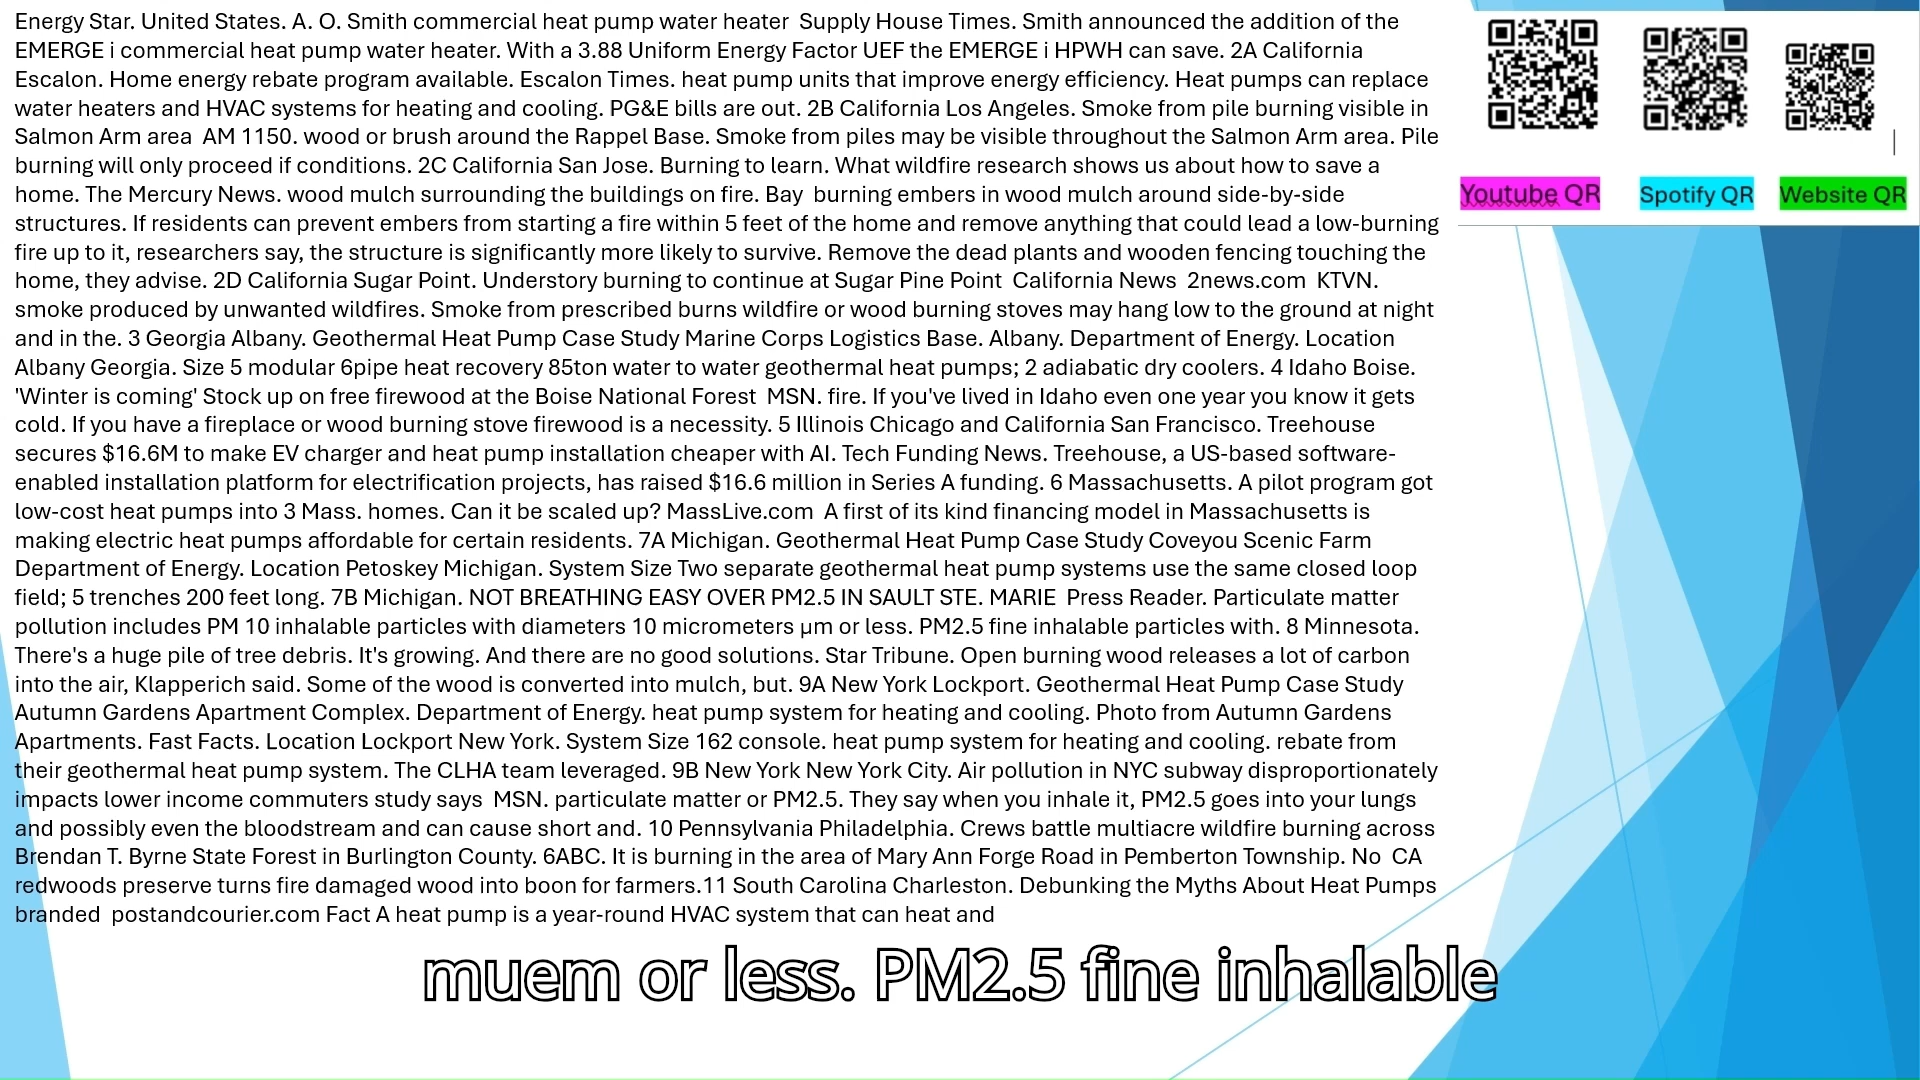 Energy Star. United States. A. O. Smith commercial heat pump water heater  Supply House Times. Smith announced the addition of the
EMERGE i commercial heat pump water heater. With a 3.88 Uniform Energy Factor UEF the EMERGE i HPWH can save. 2A California
Escalon. Home energy rebate program available. Escalon Times. heat pump units that improve energy efficiency. Heat pumps can replace
water heaters and HVAC systems for heating and cooling. PG&E bills are out. 2B California Los Angeles. Smoke from pile burning visible in
Salmon Arm area  AM 1150. wood or brush around the Rappel Base. Smoke from piles may be visible throughout the Salmon Arm area. Pile
burning will only proceed if conditions. 2C California San Jose. Burning to learn. What wildfire research shows us about how to save a
home. The Mercury News. wood mulch surrounding the buildings on fire. Bay  burning embers in wood mulch around side-by-side
structures. If residents can prevent embers from starting a fire within 5 feet of the home and remove anything that could lead a low-burning
fire up to it, researchers say, the structure is significantly more likely to survive. Remove the dead plants and wooden fencing touching the
home, they advise. 2D California Sugar Point. Understory burning to continue at Sugar Pine Point  California News  2news.com  KTVN.
smoke produced by unwanted wildfires. Smoke from prescribed burns wildfire or wood burning stoves may hang low to the ground at night
and in the. 3 Georgia Albany. Geothermal Heat Pump Case Study Marine Corps Logistics Base. Albany. Department of Energy. Location
Albany Georgia. Size 5 modular 6pipe heat recovery 85ton water to water geothermal heat pumps; 2 adiabatic dry coolers. 4 Idaho Boise.
'Winter is coming' Stock up on free firewood at the Boise National Forest  MSN. fire. If you've lived in Idaho even one year you know it gets
cold. If you have a fireplace or wood burning stove firewood is a necessity. 5 Illinois Chicago and California San Francisco. Treehouse
secures $16.6M to make EV charger and heat pump installation cheaper with AI. Tech Funding News. Treehouse, a US-based software-
enabled installation platform for electrification projects, has raised $16.6 million in Series A funding. 6 Massachusetts. A pilot program got
low-cost heat pumps into 3 Mass. homes. Can it be scaled up? MassLive.com  A first of its kind financing model in Massachusetts is
making electric heat pumps affordable for certain residents. 7A Michigan. Geothermal Heat Pump Case Study Coveyou Scenic Farm
Department of Energy. Location Petoskey Michigan. System Size Two separate geothermal heat pump systems use the same closed loop
field; 5 trenches 200 feet long. 7B Michigan. NOT BREATHING EASY OVER PM2.5 IN SAULT STE. MARIE  Press Reader. Particulate matter
pollution includes PM 10 inhalable particles with diameters 10 micrometers µm or less. PM2.5 fine inhalable particles with. 8 Minnesota.
There's a huge pile of tree debris. It's growing. And there are no good solutions. Star Tribune. Open burning wood releases a lot of carbon
into the air, Klapperich said. Some of the wood is converted into mulch, but. 9A New York Lockport. Geothermal Heat Pump Case Study
Autumn Gardens Apartment Complex. Department of Energy. heat pump system for heating and cooling. Photo from Autumn Gardens
Apartments. Fast Facts. Location Lockport New York. System Size 162 console. heat pump system for heating and cooling. rebate from
their geothermal heat pump system. The CLHA team leveraged. 9B New York New York City. Air pollution in NYC subway disproportionately
impacts lower income commuters study says  MSN. particulate matter or PM2.5. They say when you inhale it, PM2.5 goes into your lungs
and possibly even the bloodstream and can cause short and. 10 Pennsylvania Philadelphia. Crews battle multiacre wildfire burning across
Brendan T. Byrne State Forest in Burlington County. 6ABC. It is burning in the area of Mary Ann Forge Road in Pemberton Township. No  CA
redwoods preserve turns fire damaged wood into boon for farmers.11 South Carolina Charleston. Debunking the Myths About Heat Pumps
branded  postandcourier.com Fact A heat pump is a year-round HVAC system that can heat and
Youtube QR
Spotify QR
Website QR
muem or less. PM2.5 fine inhalable